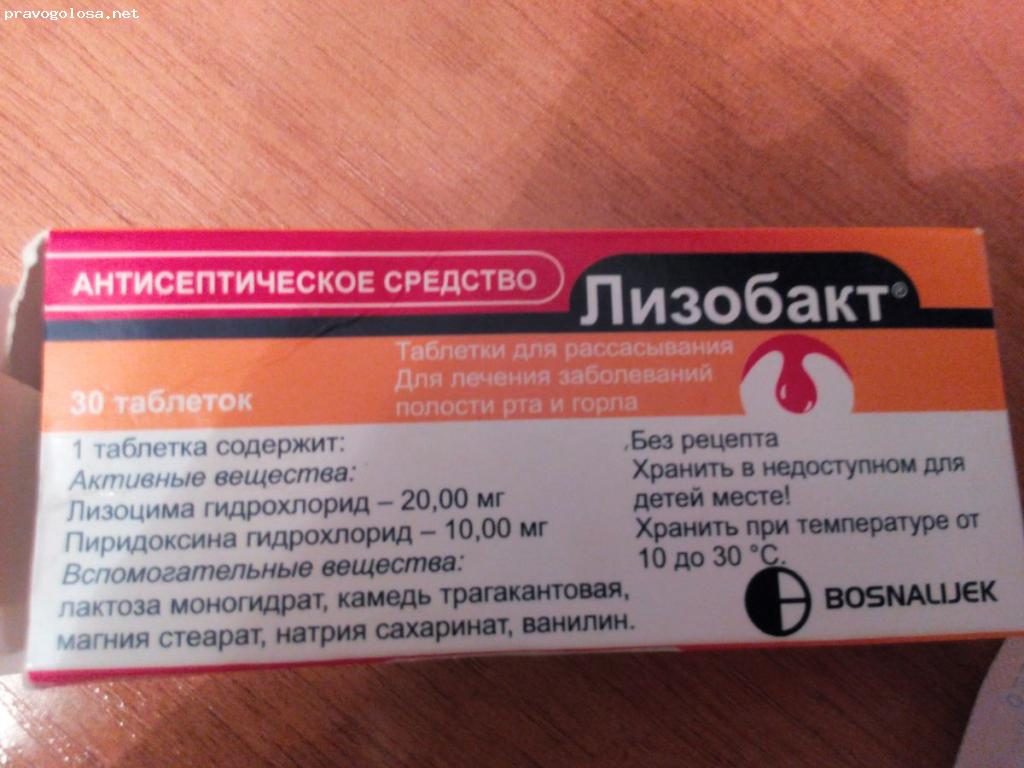 pravogolosa.net
АНТИСЕПТИЧЕСКОЕ СРЕДСТВО
Лизобакт®
Таблетки для рассасывания
Для лечения заболеваний
полости рта и горла
30 таблеток
1 таблетка содержит:
Активные вещества:
Лизоцима гидрохлорид – 20,00 мг
Пиридоксина гидрохлорид – 10,00 мг
Вспомогательные вещества:
лактоза моногидрат, камедь трагакантовая,
магния стеарат, натрия сахаринат, ванилин.
Без рецепта
Хранить в недоступном для
детей месте!
Хранить при температуре от
10 до 30 °С.
BOSNALIJEK